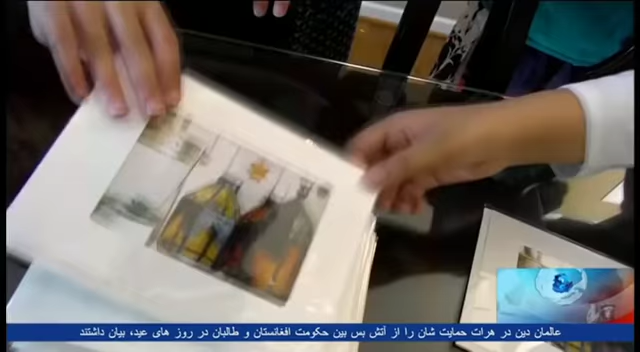 عالمان دین در هرات حمایت شان را از آتش بس بین حکومت افغانستان و طالبان در روز های عید، بیان داشتند